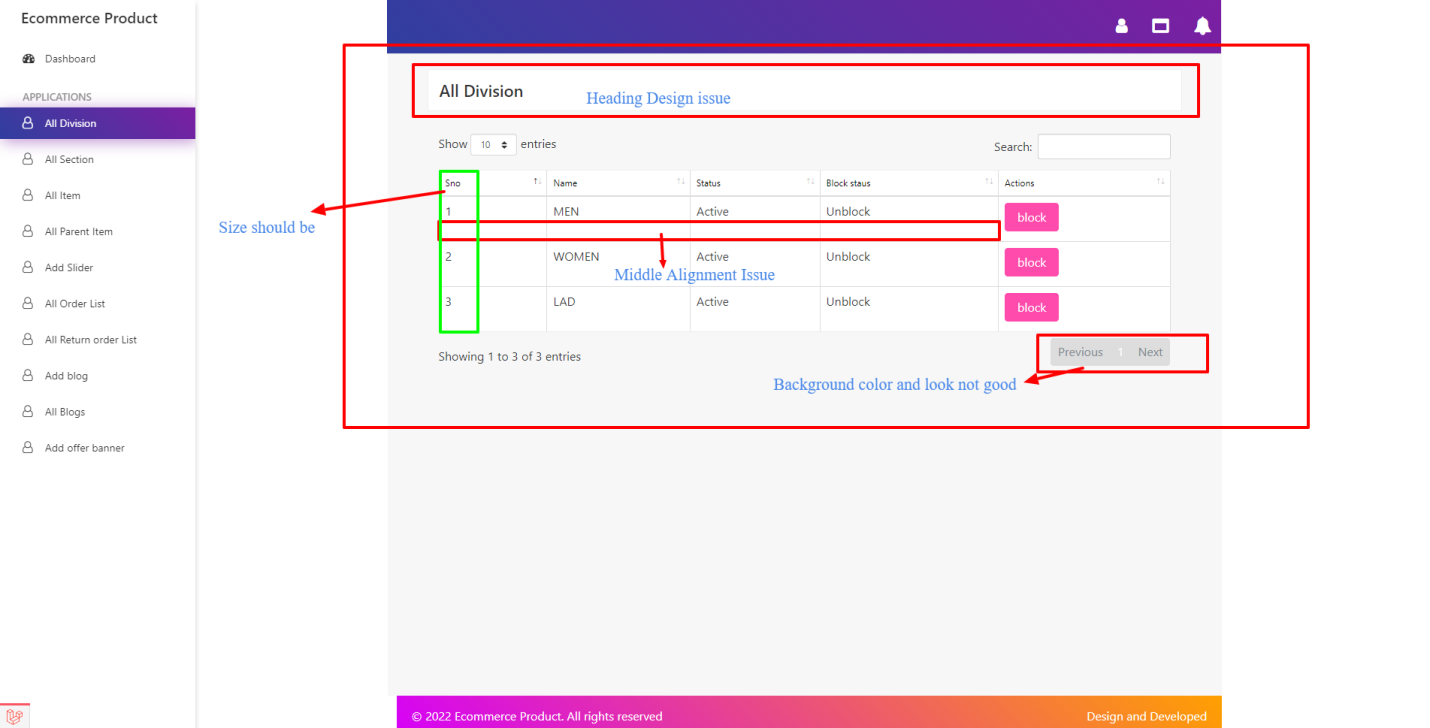 Ecommerce Product
Dashboard
APPLICATIONS
All Division
All Section
All Item
All Parent Item
Add Slider
All Order List
All Return order List
Add blog
All Blogs
Add offer banner
All Division
Heading Design issue
Show 10 entries
Search:
Sno Name Status Block staus Actions
1 MEN Active Unblock block
Size should be
2 WOMEN Active Unblock block
Middle Alignment Issue
3 LAD Active Unblock block
Showing 1 to 3 of 3 entries
Previous 1 Next
Background color and look not good
© 2022 Ecommerce Product. All rights reserved
Design and Developed